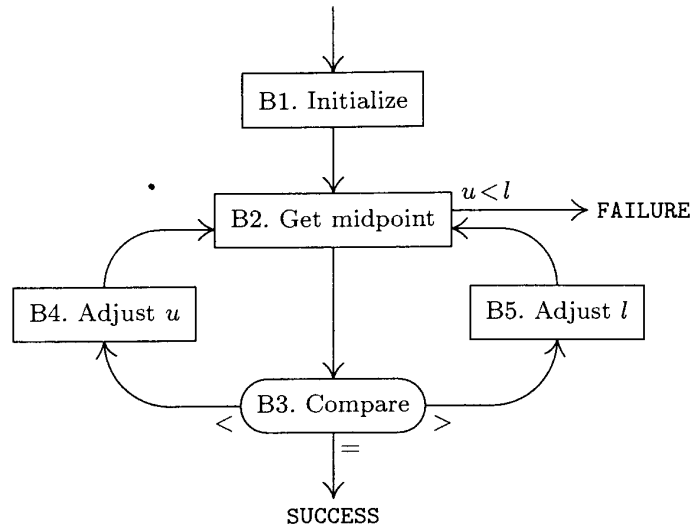 B1. Initialize
u < l
B2. Get midpoint
FAILURE
B4. Adjust u
B5. Adjust l
B3. Compare
<
>
=
SUCCESS